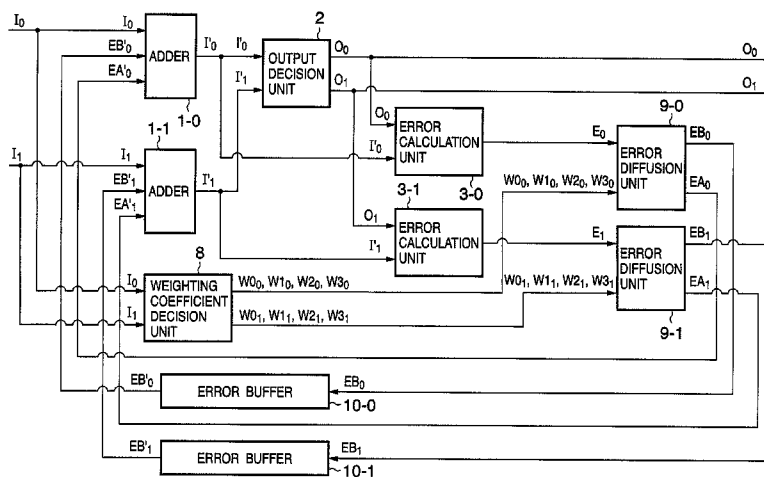 I₀ I₀ I'₀ I'₀ 2 O₀ O₀
EB'₀ ADDER OUTPUT DECISION UNIT
EA'₀ I'₁ O₁ O₁
1-0
1-1 O₀ ERROR CALCULATION UNIT 9-0
I₁ I₁ I'₀ E₀ ERROR DIFFUSION UNIT EB₀
EB'₁ ADDER I'₁ 3-0
EA'₁ 3-1 W0₀, W1₀, W2₀, W3₀ EA₀
O₁ ERROR CALCULATION UNIT E₁ ERROR DIFFUSION UNIT EB₁
8 I'₁
I₀ WEIGHTING COEFFICIENT DECISION UNIT W0₀, W1₀, W2₀, W3₀ EA₁
I₁ W0₁, W1₁, W2₁, W3₁ W0₁, W1₁, W2₁, W3₁
9-1
EB'₀ ERROR BUFFER EB₀
10-0
EB'₁ ERROR BUFFER EB₁
10-1